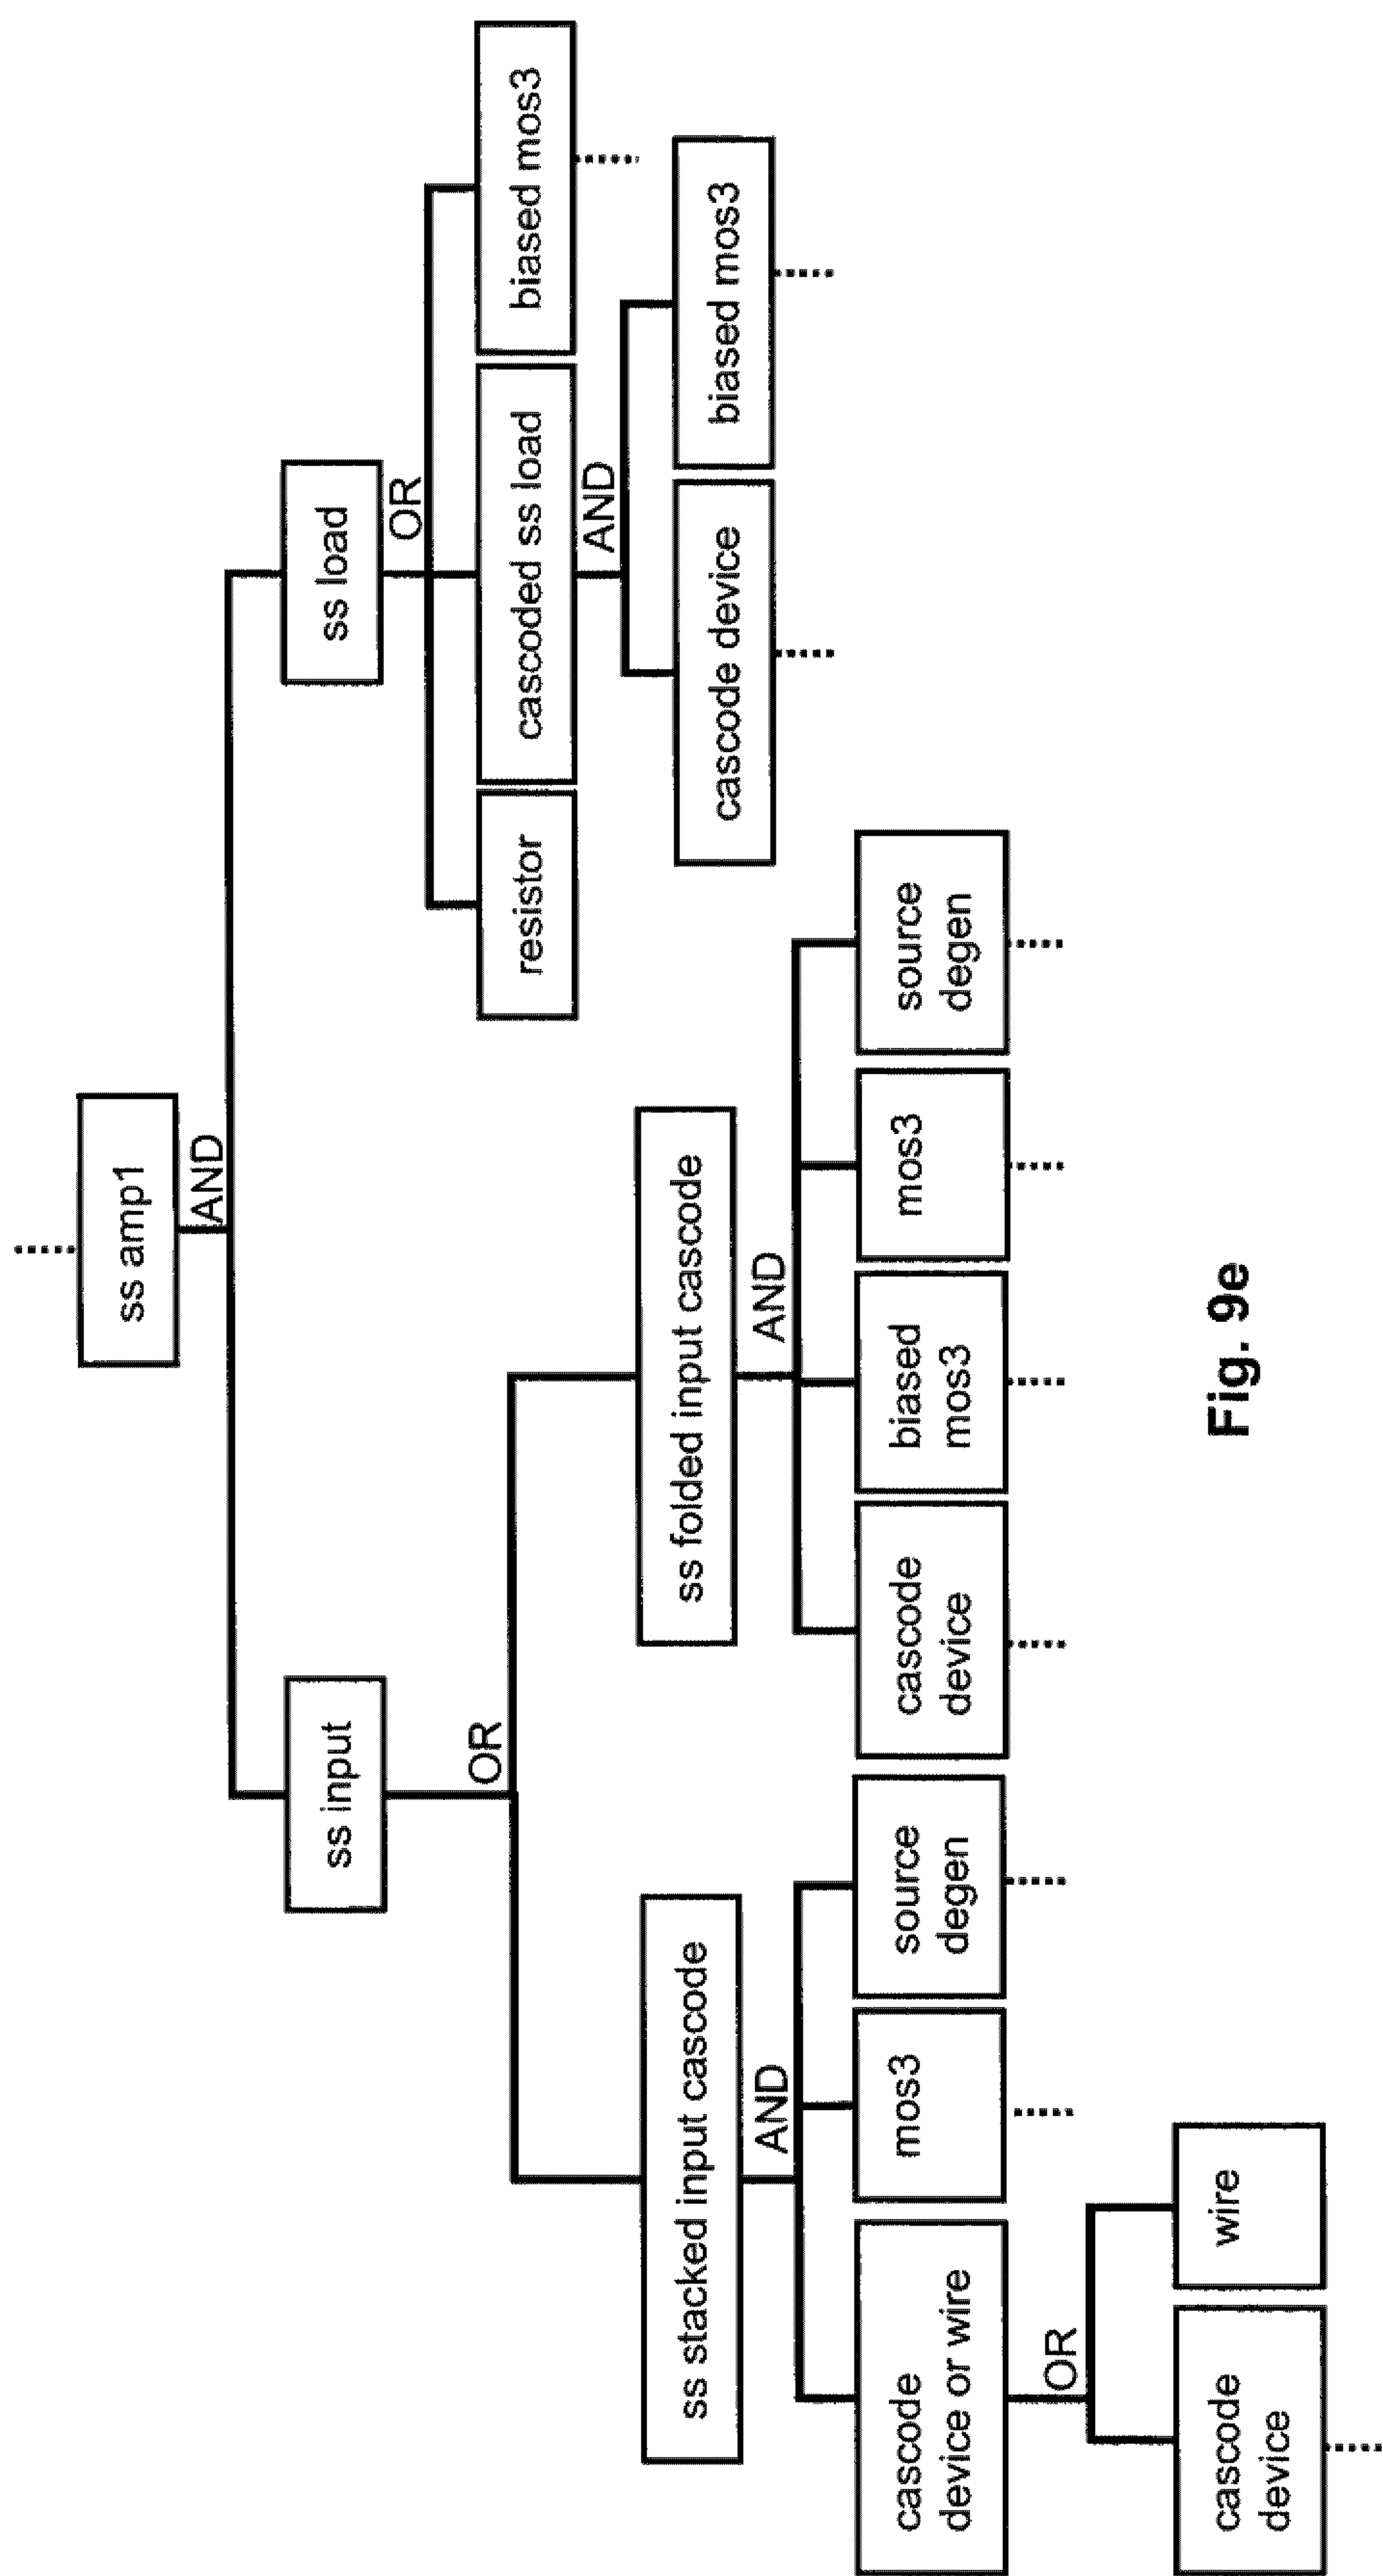 ss amp1
AND
ss input
ss load
OR
OR
resistor
cascoded ss load
biased mos3
AND
cascode device
biased mos3
ss stacked input cascode
ss folded input cascode
AND
AND
cascode
device or wire
mos3
source
degen
cascode
device
biased
mos3
mos3
source
degen
OR
cascode
device
wire
Fig. 9e